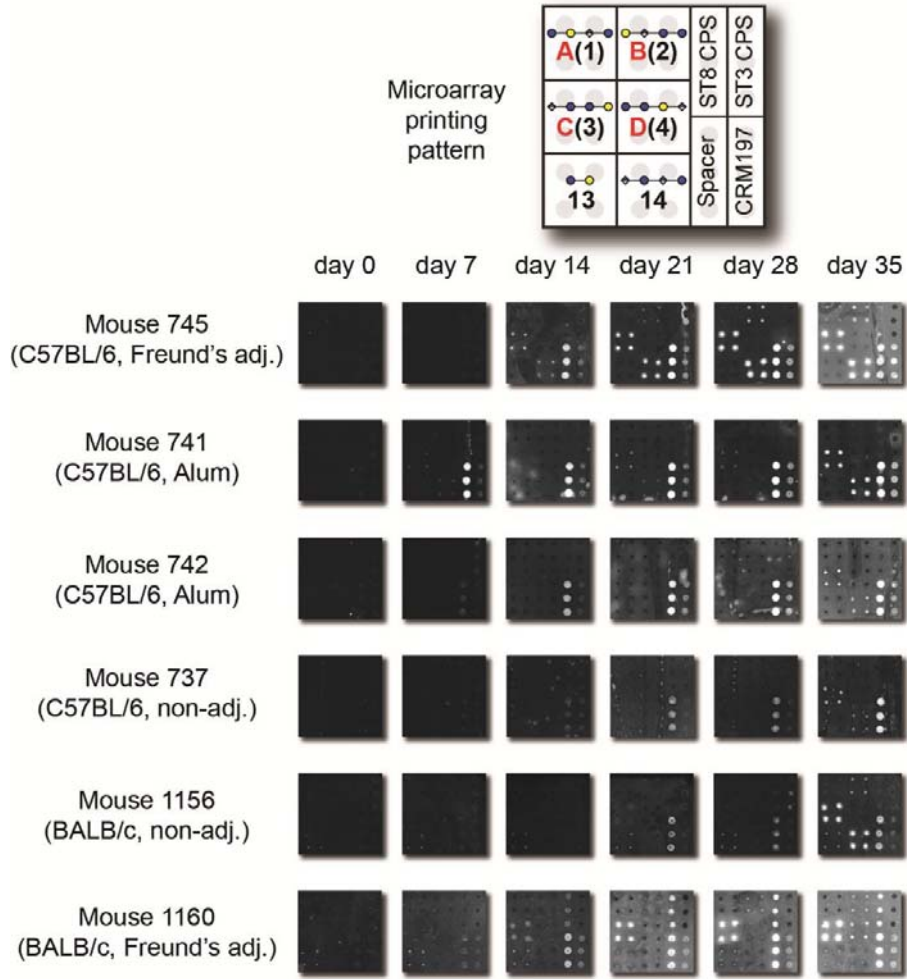 Microarray
printing
pattern
A(1)
B(2)
C(3)
D(4)
13
14
ST8 CPS
ST3 CPS
Spacer
CRM197
day 0
day 7
day 14
day 21
day 28
day 35
Mouse 745
(C57BL/6, Freund's adj.)
Mouse 741
(C57BL/6, Alum)
Mouse 742
(C57BL/6, Alum)
Mouse 737
(C57BL/6, non-adj.)
Mouse 1156
(BALB/c, non-adj.)
Mouse 1160
(BALB/c, Freund's adj.)